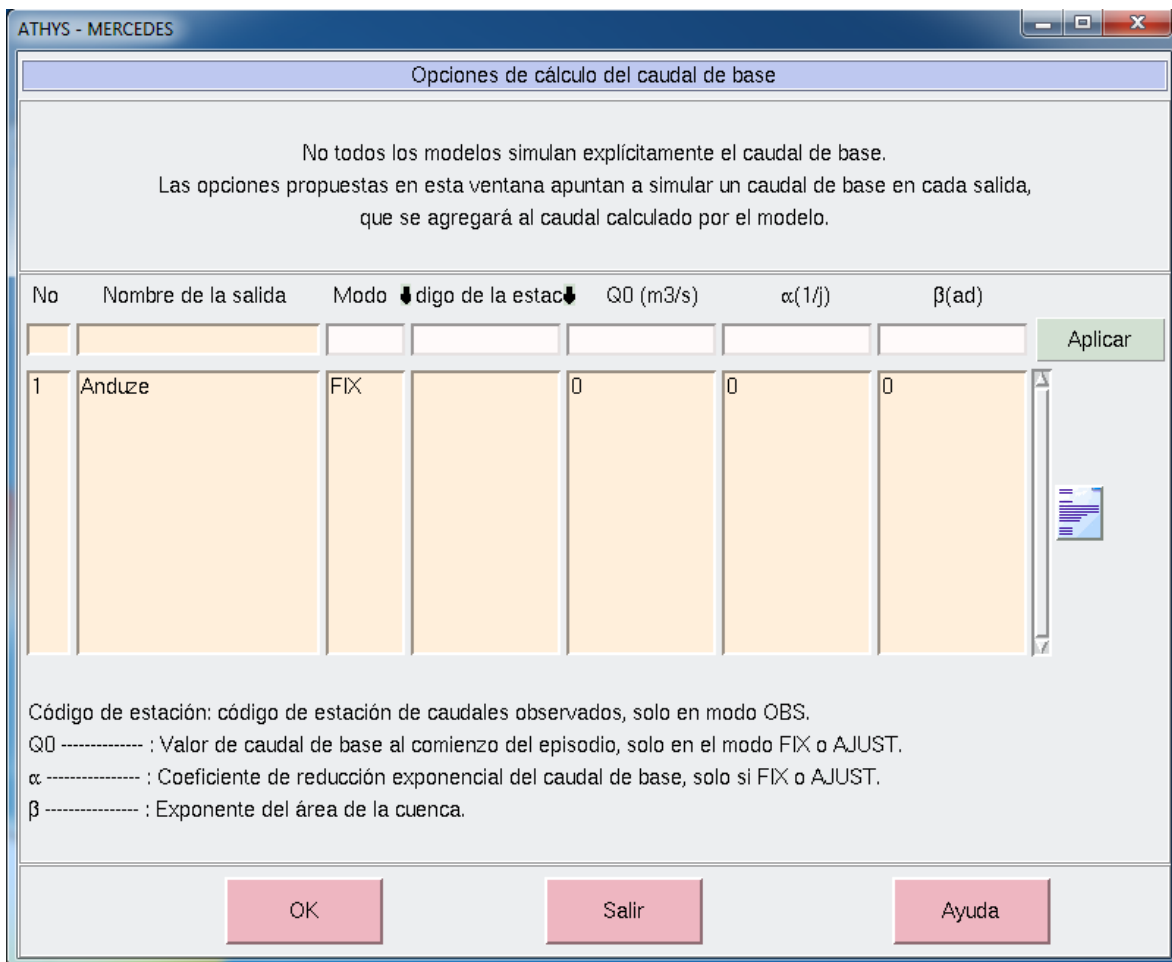 ATHYS - MERCEDES
Opciones de cálculo del caudal de base
No todos los modelos simulan explícitamente el caudal de base.
Las opciones propuestas en esta ventana apuntan a simular un caudal de base en cada salida,
que se agregará al caudal calculado por el modelo.
No Nombre de la salida Modo digo de la estac Q0 (m3/s) α(1/j) β(ad)
Aplicar
1 Anduze FIX 0 0 0
Código de estación: código de estación de caudales observados, solo en modo OBS.
Q0 -------------- : Valor de caudal de base al comienzo del episodio, solo en el modo FIX o AJUST.
α ---------------- : Coeficiente de reducción exponencial del caudal de base, solo si FIX o AJUST.
β ---------------- : Exponente del área de la cuenca.
OK Salir Ayuda